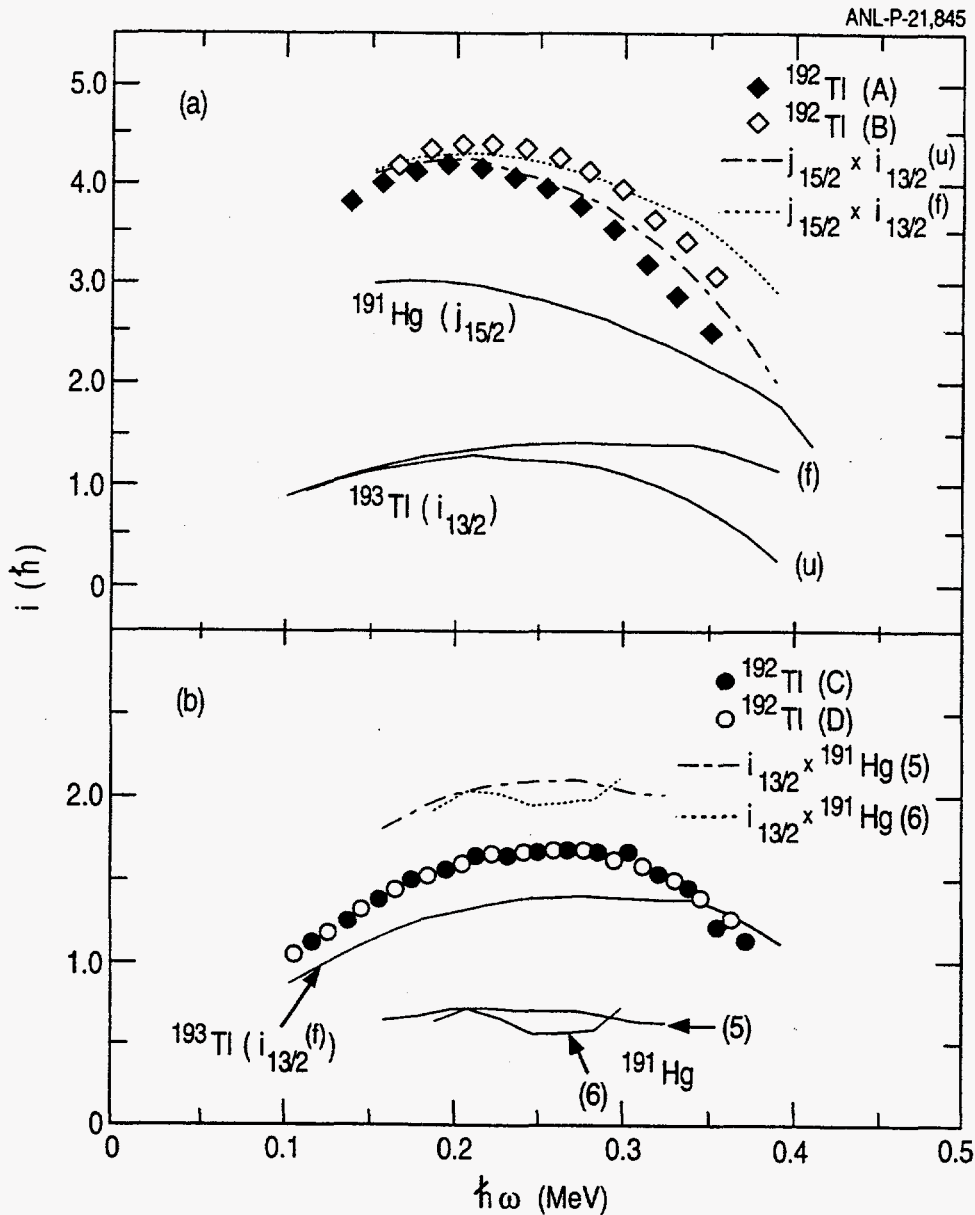 ANL-P-21,845
5.0
4.0
3.0
2.0
1.0
0
(a)
192Tl (A)
192Tl (B)
j15/2 x i13/2(u)
j15/2 x i13/2(f)
191Hg (j15/2)
193Tl (i13/2)
(f)
(u)
i (ħ)
(b)
192Tl (C)
192Tl (D)
i13/2 x 191Hg (5)
i13/2 x 191Hg (6)
2.0
1.0
0
193Tl (i13/2(f))
(5)
(6)
191Hg
0
0.1
0.2
0.3
0.4
0.5
ħω (MeV)